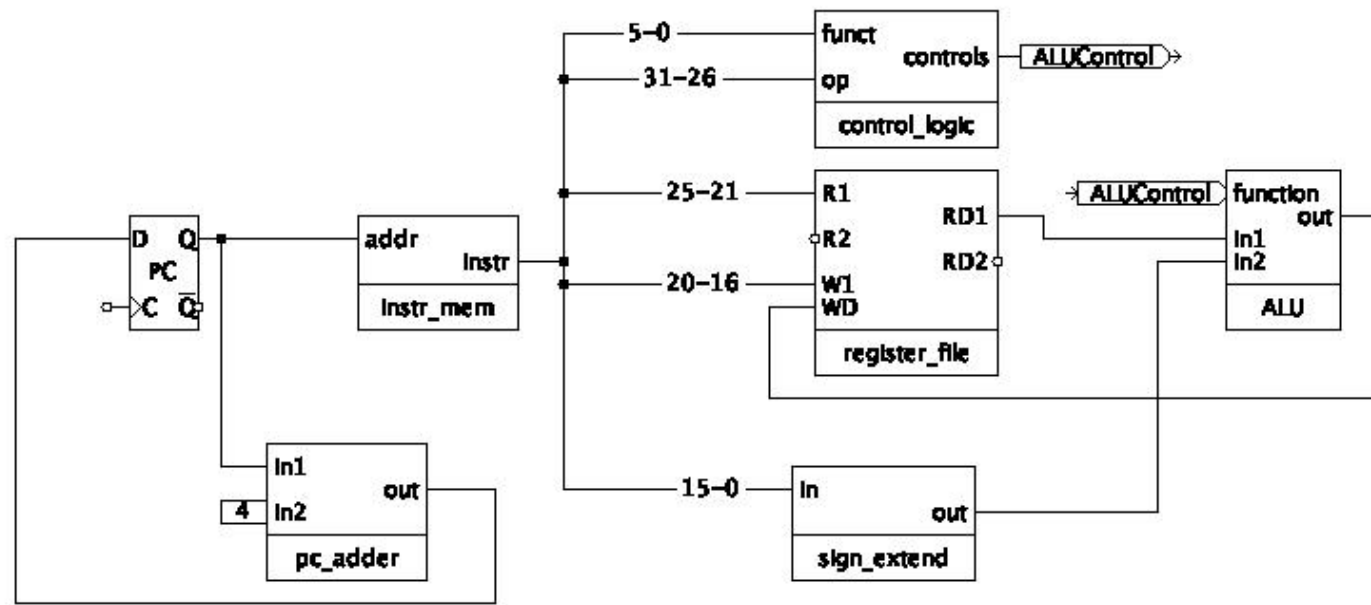 5-0
funct
controls
ALUControl
31-26
op
control_logic
25-21
R1
RD1
ALUControl
function
out
D Q
addr
R2
In1
PC
Instr
RD2
In2
C Q
20-16
W1
Instr_mem
WD
ALU
register_file
In1
out
15-0
In
4
In2
out
pc_adder
sign_extend